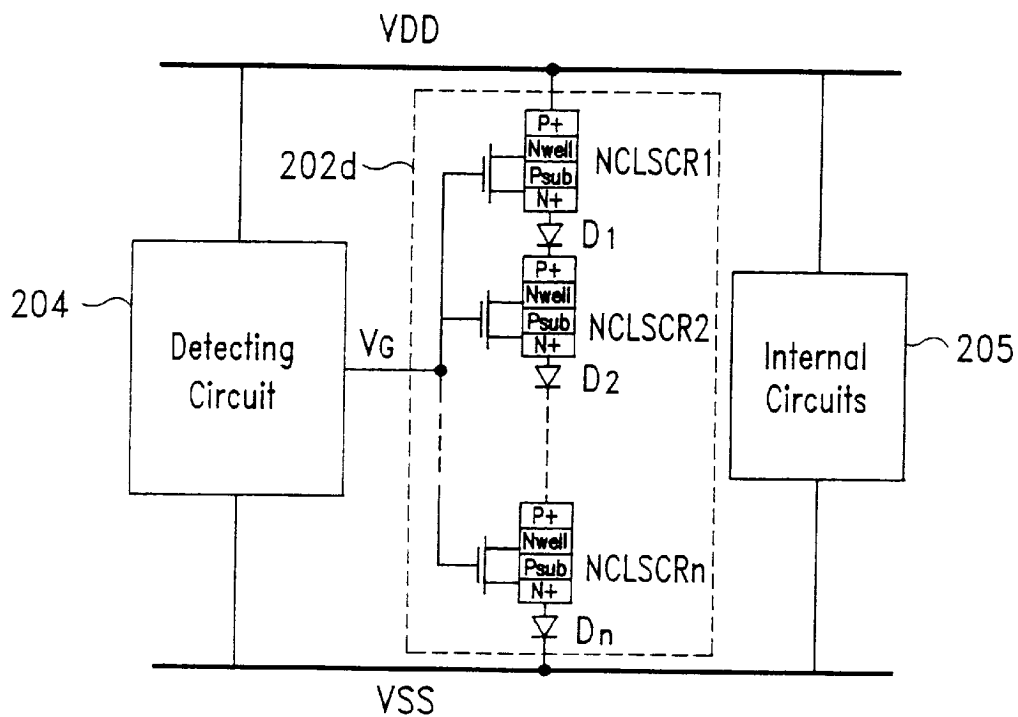 VDD
202d
P+
Nwell
Psub
N+
NCLSCR1
D1
204
Detecting
Circuit
VG
P+
Nwell
Psub
N+
NCLSCR2
D2
Internal
Circuits
205
P+
Nwell
Psub
N+
NCLSCRn
Dn
VSS